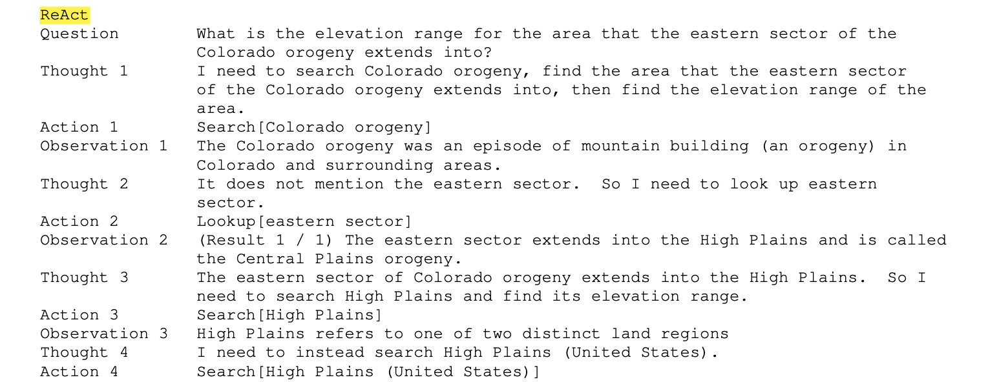 ReAct
Question What is the elevation range for the area that the eastern sector of the
Colorado orogeny extends into?
Thought 1 I need to search Colorado orogeny, find the area that the eastern sector
of the Colorado orogeny extends into, then find the elevation range of the
area.
Action 1 Search[Colorado orogeny]
Observation 1 The Colorado orogeny was an episode of mountain building (an orogeny) in
Colorado and surrounding areas.
Thought 2 It does not mention the eastern sector. So I need to look up eastern
sector.
Action 2 Lookup[eastern sector]
Observation 2 (Result 1 / 1) The eastern sector extends into the High Plains and is called
the Central Plains orogeny.
Thought 3 The eastern sector of Colorado orogeny extends into the High Plains. So I
need to search High Plains and find its elevation range.
Action 3 Search[High Plains]
Observation 3 High Plains refers to one of two distinct land regions
Thought 4 I need to instead search High Plains (United States).
Action 4 Search[High Plains (United States)]